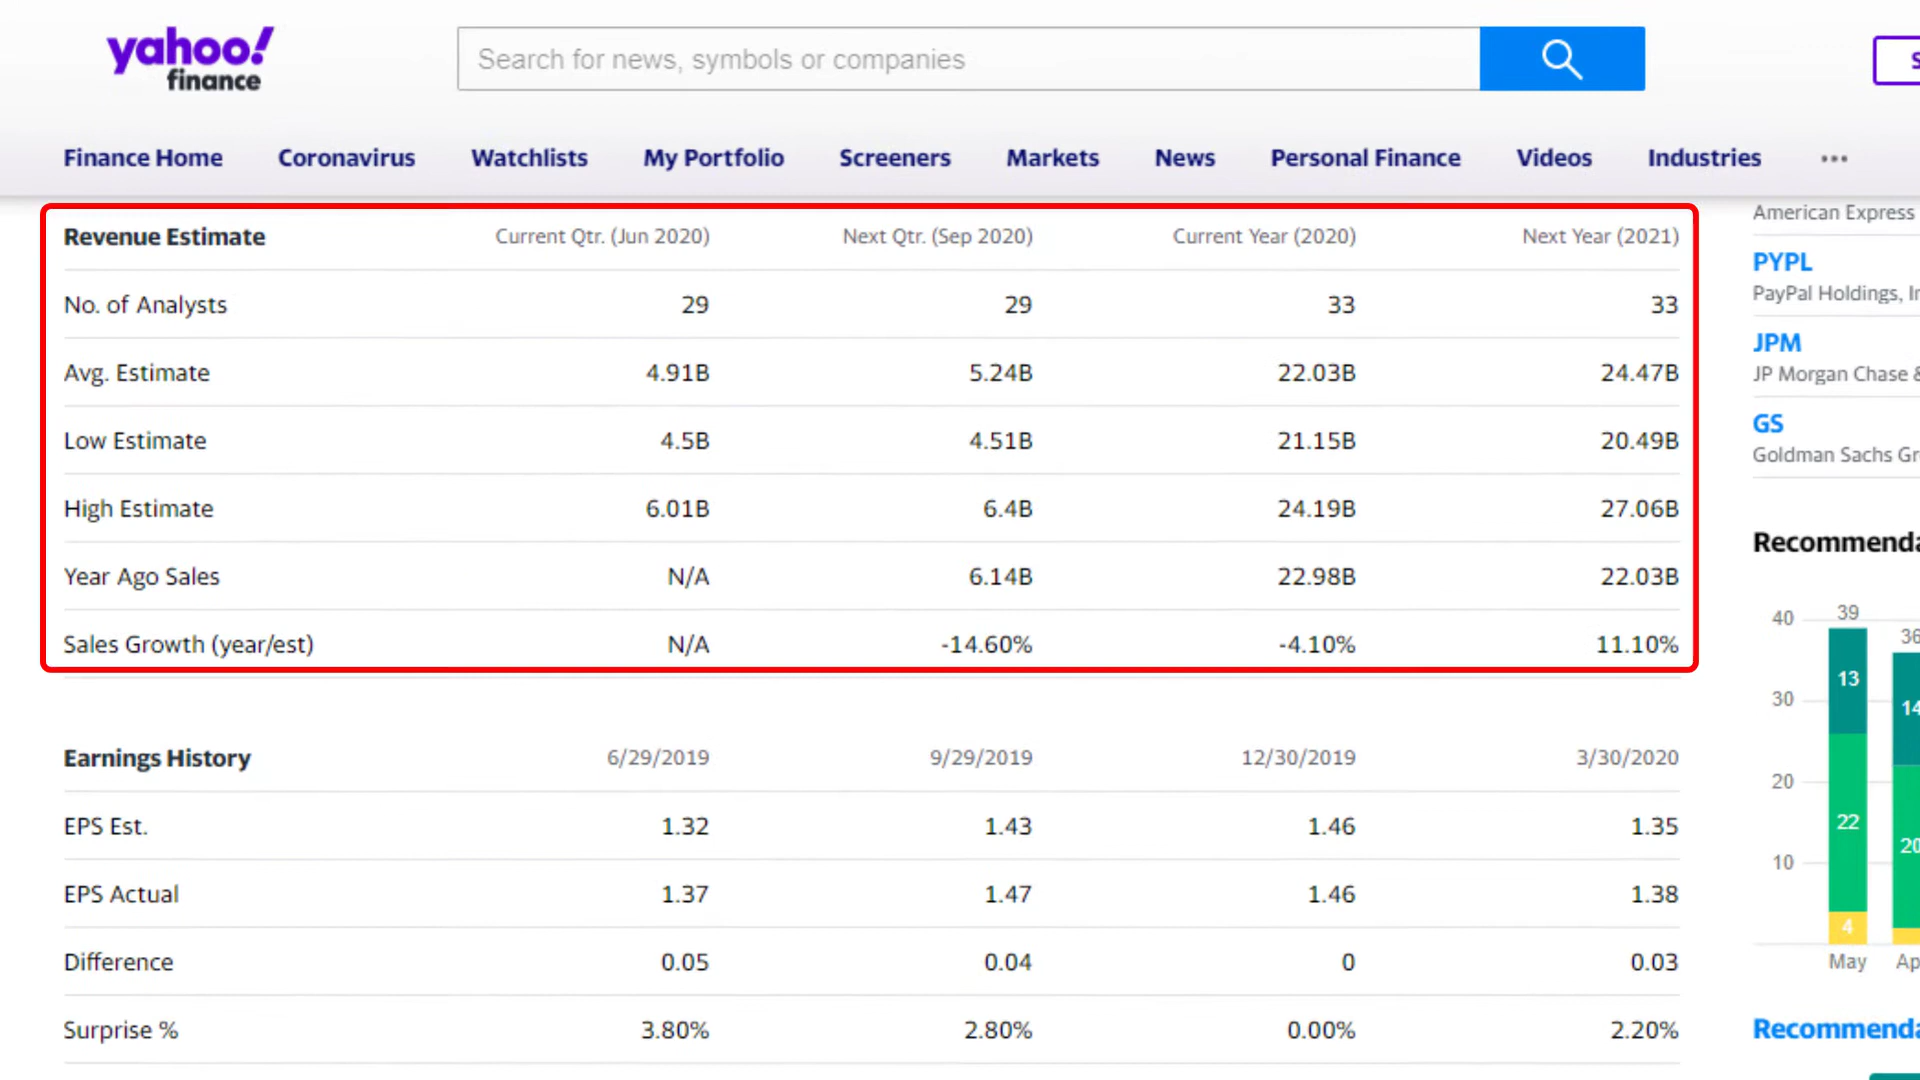 yahoo!
finance
Search for news, symbols or companies
S
Finance Home Coronavirus Watchlists My Portfolio Screeners Markets News Personal Finance Videos Industries ...
Revenue Estimate Current Qtr. (Jun 2020) Next Qtr. (Sep 2020) Current Year (2020) Next Year (2021)
No. of Analysts 29 29 33 33
Avg. Estimate 4.91B 5.24B 22.03B 24.47B
Low Estimate 4.5B 4.51B 21.15B 20.49B
High Estimate 6.01B 6.4B 24.19B 27.06B
Year Ago Sales N/A 6.14B 22.98B 22.03B
Sales Growth (year/est) N/A -14.60% -4.10% 11.10%
Earnings History 6/29/2019 9/29/2019 12/30/2019 3/30/2020
EPS Est. 1.32 1.43 1.46 1.35
EPS Actual 1.37 1.47 1.46 1.38
Difference 0.05 0.04 0 0.03
Surprise % 3.80% 2.80% 0.00% 2.20%
American Express
PYPL
PayPal Holdings, In
JPM
JP Morgan Chase &
GS
Goldman Sachs Gr
Recommenda
40 39
36
13
30
14
20
22
20
10
4
May Ap
Recommenda